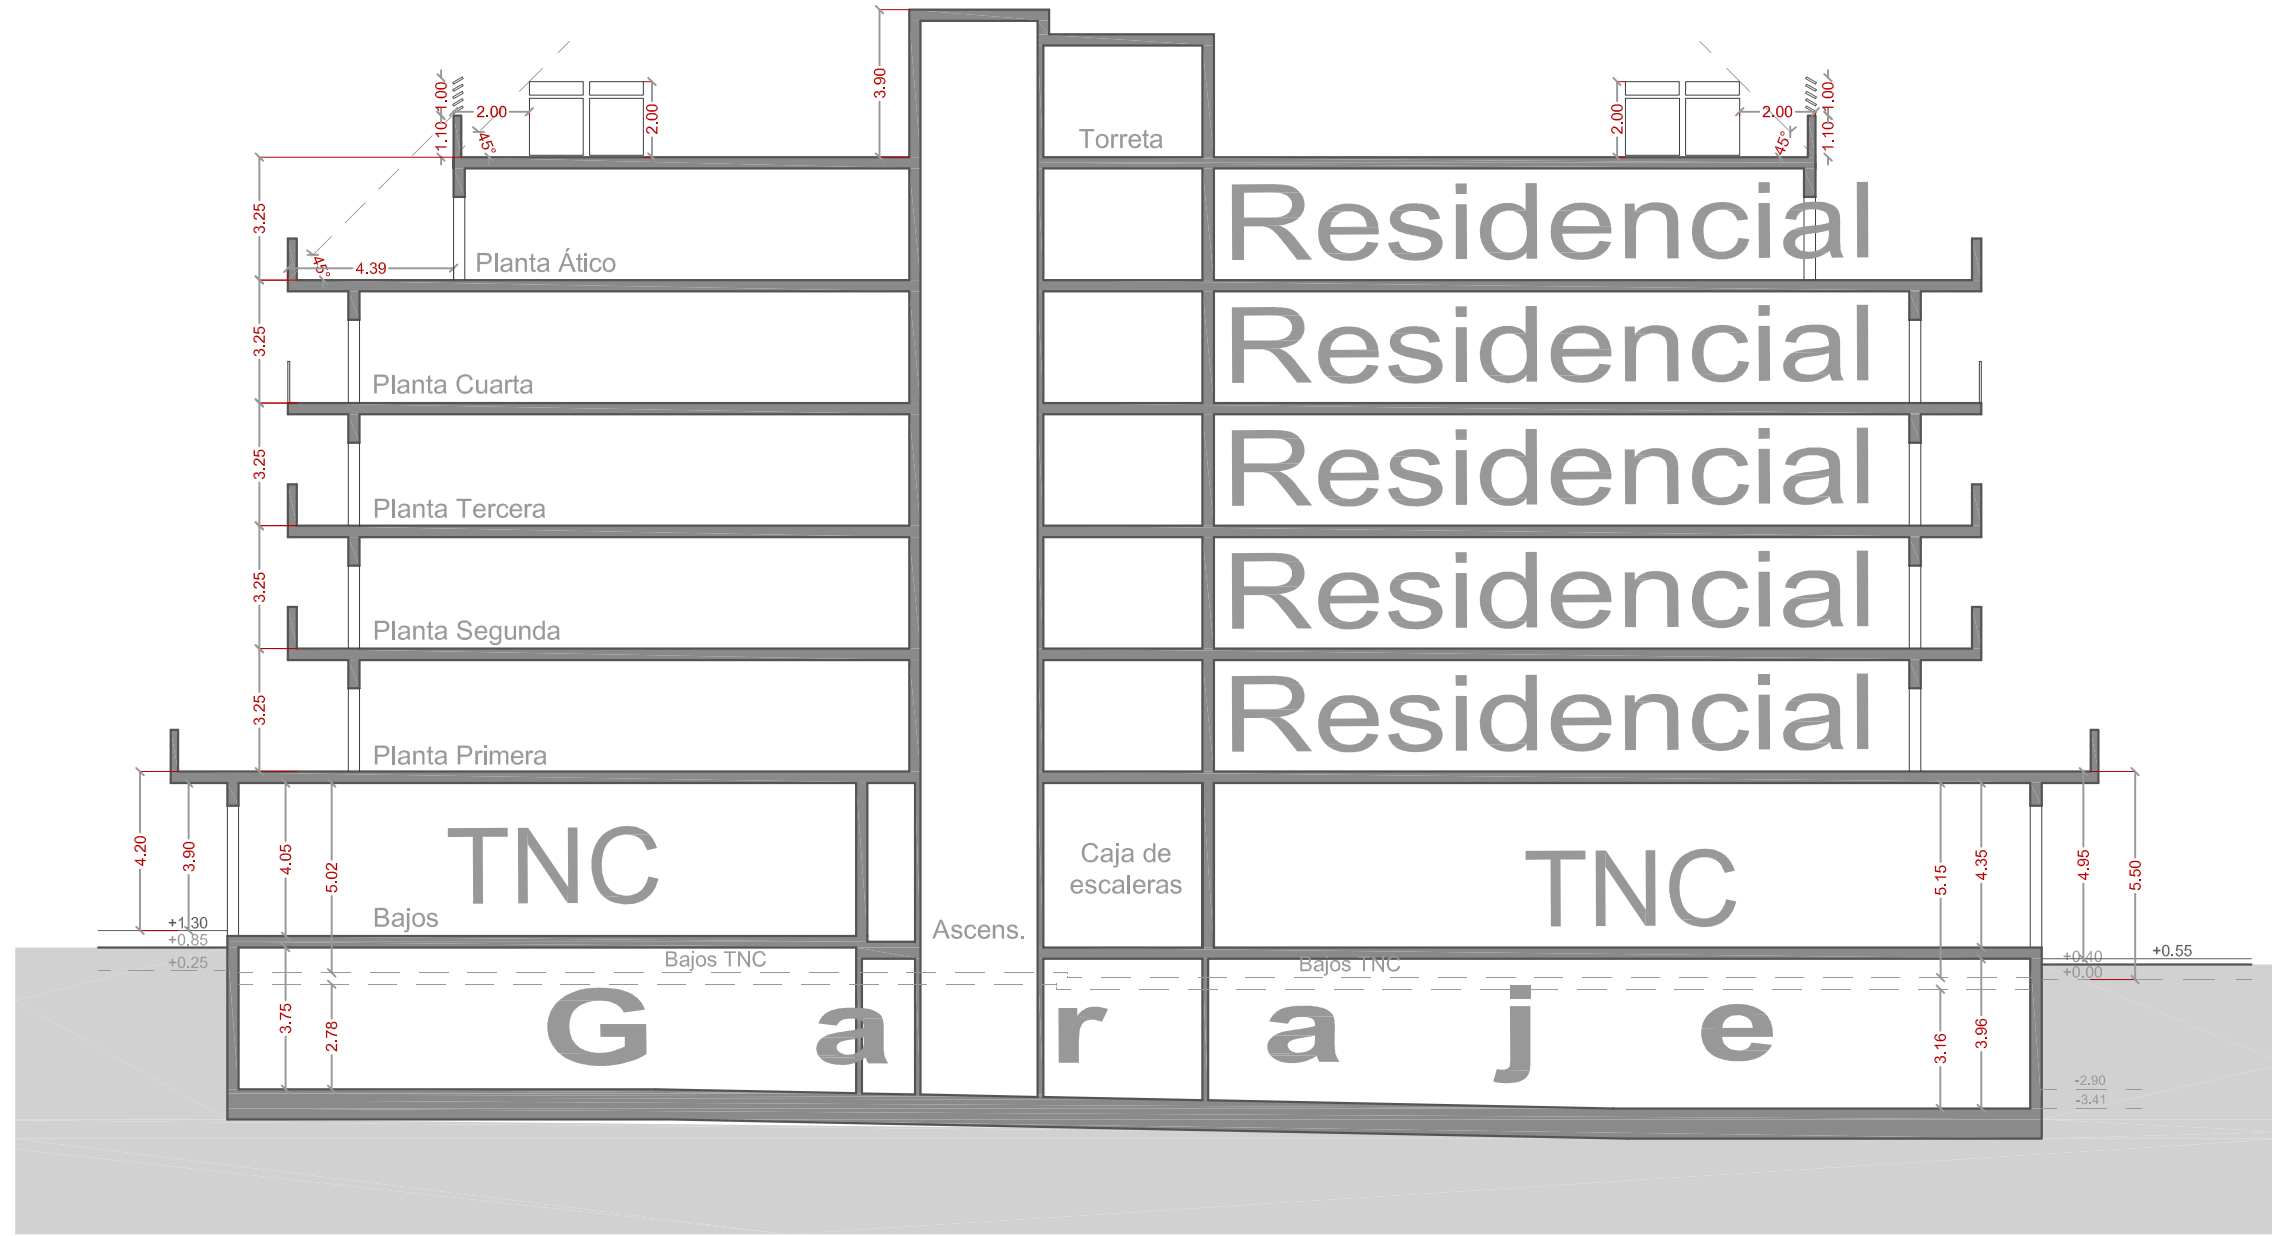 3.90
1.00
1.10
2.00
45°
2.00
Torreta
2.00
2.00
45°
1.00
1.10
3.25
45°
4.39
Planta Ático
Residencial
3.25
Planta Cuarta
Residencial
3.25
Planta Tercera
Residencial
3.25
Planta Segunda
Residencial
3.25
Planta Primera
Residencial
4.20
3.90
4.05
5.02
TNC
Bajos
Caja de
escaleras
TNC
5.15
4.35
4.95
5.50
+1.30
+0.85
+0.25
Ascens.
Bajos TNC
Bajos TNC
+0.40
+0.00
+0.55
3.75
2.78
Garaje
3.16
3.96
-2.90
-3.41